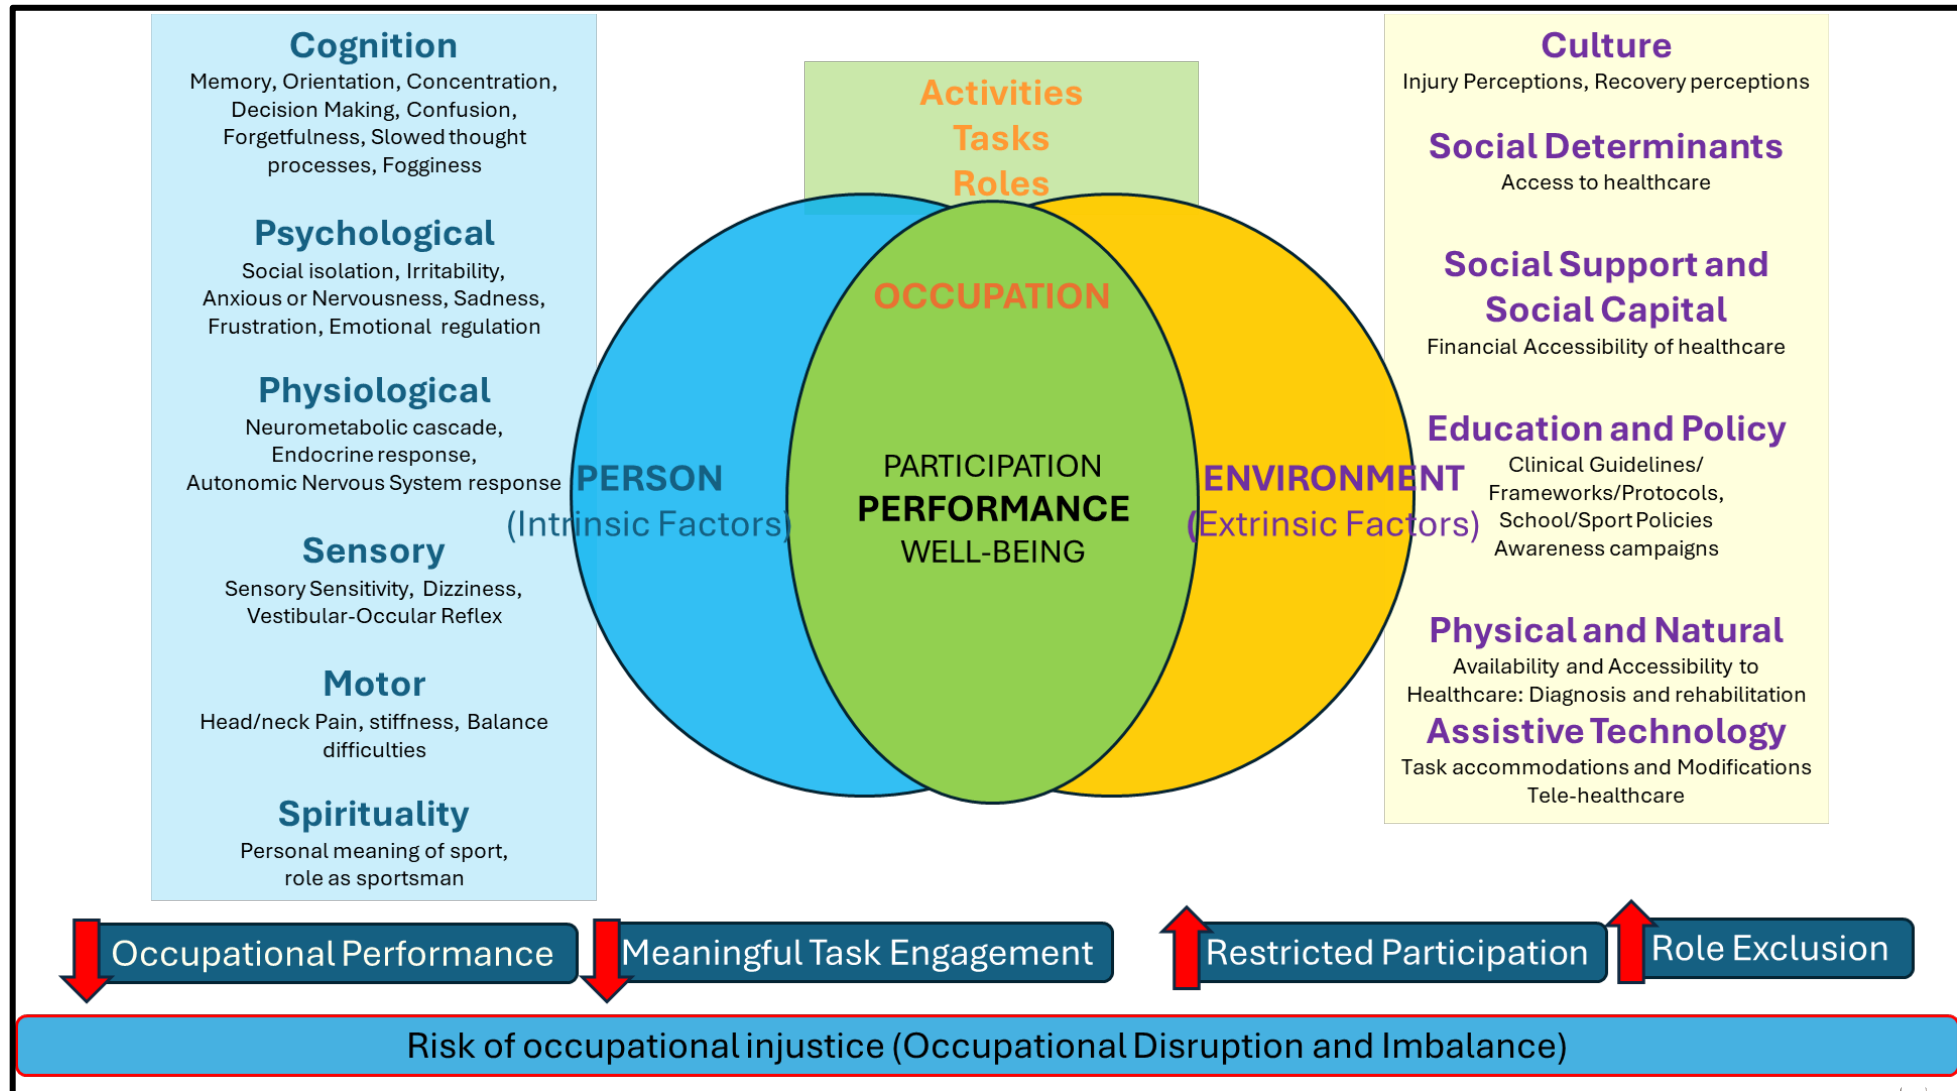 Cognition
Memory, Orientation, Concentration,
Decision Making, Confusion,
Forgetfulness, Slowed thought
processes, Fogginess
Psychological
Social isolation, Irritability,
Anxious or Nervousness, Sadness,
Frustration, Emotional regulation
Physiological
Neurometabolic cascade,
Endocrine response,
Autonomic Nervous System response
Sensory
Sensory Sensitivity, Dizziness,
Vestibular-Occular Reflex
Motor
Head/neck Pain, stiffness, Balance
difficulties
Spirituality
Personal meaning of sport,
role as sportsman
PERSON
(Intrinsic Factors)
Activities
Tasks
Roles
OCCUPATION
PARTICIPATION
PERFORMANCE
WELL-BEING
ENVIRONMENT
(Extrinsic Factors)
Culture
Injury Perceptions, Recovery perceptions
Social Determinants
Access to healthcare
Social Support and
Social Capital
Financial Accessibility of healthcare
Education and Policy
Clinical Guidelines/
Frameworks/Protocols,
School/Sport Policies
Awareness campaigns
Physical and Natural
Availability and Accessibility to
Healthcare: Diagnosis and rehabilitation
Assistive Technology
Task accommodations and Modifications
Tele-healthcare
Occupational Performance
Meaningful Task Engagement
Restricted Participation
Role Exclusion
Risk of occupational injustice (Occupational Disruption and Imbalance)